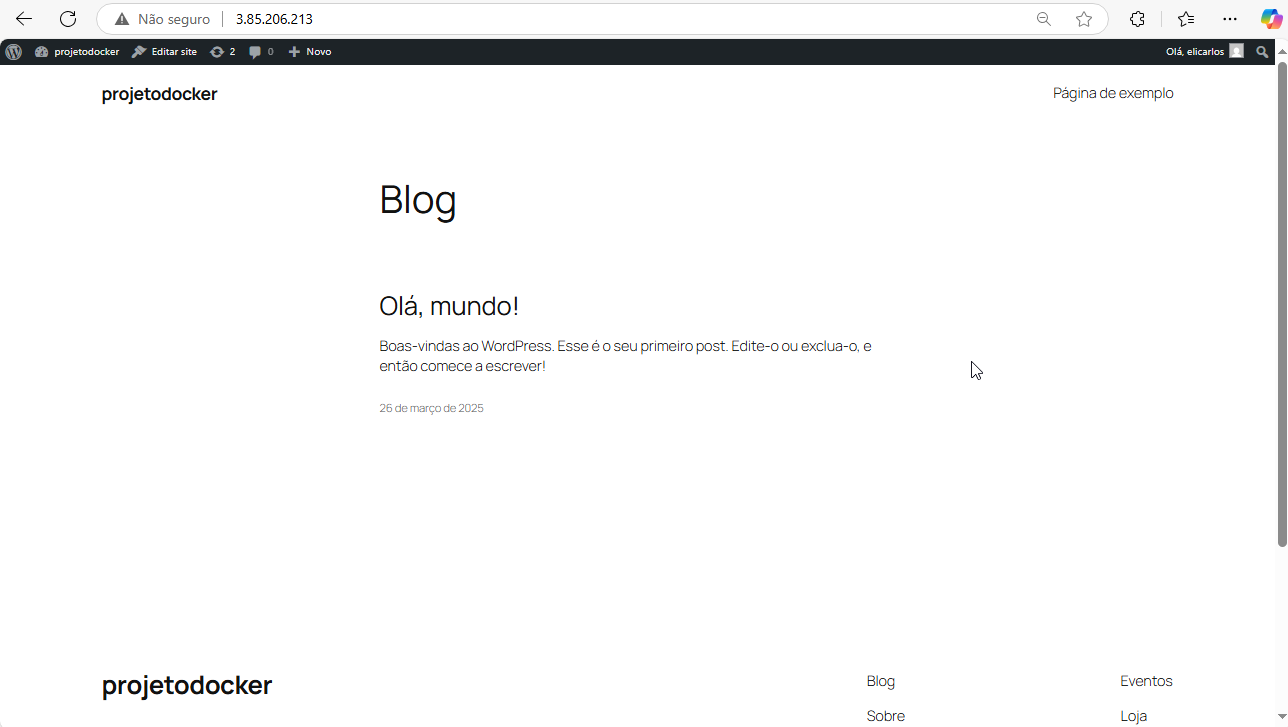 Não seguro 3.85.206.213
projetodocker Editar site 2 0 Novo Olá, elicarlos
projetodocker Página de exemplo
Blog
Olá, mundo!
Boas-vindas ao WordPress. Esse é o seu primeiro post. Edite-o ou exclua-o, e
então comece a escrever!
26 de março de 2025
projetodocker
Blog Eventos
Sobre Loja